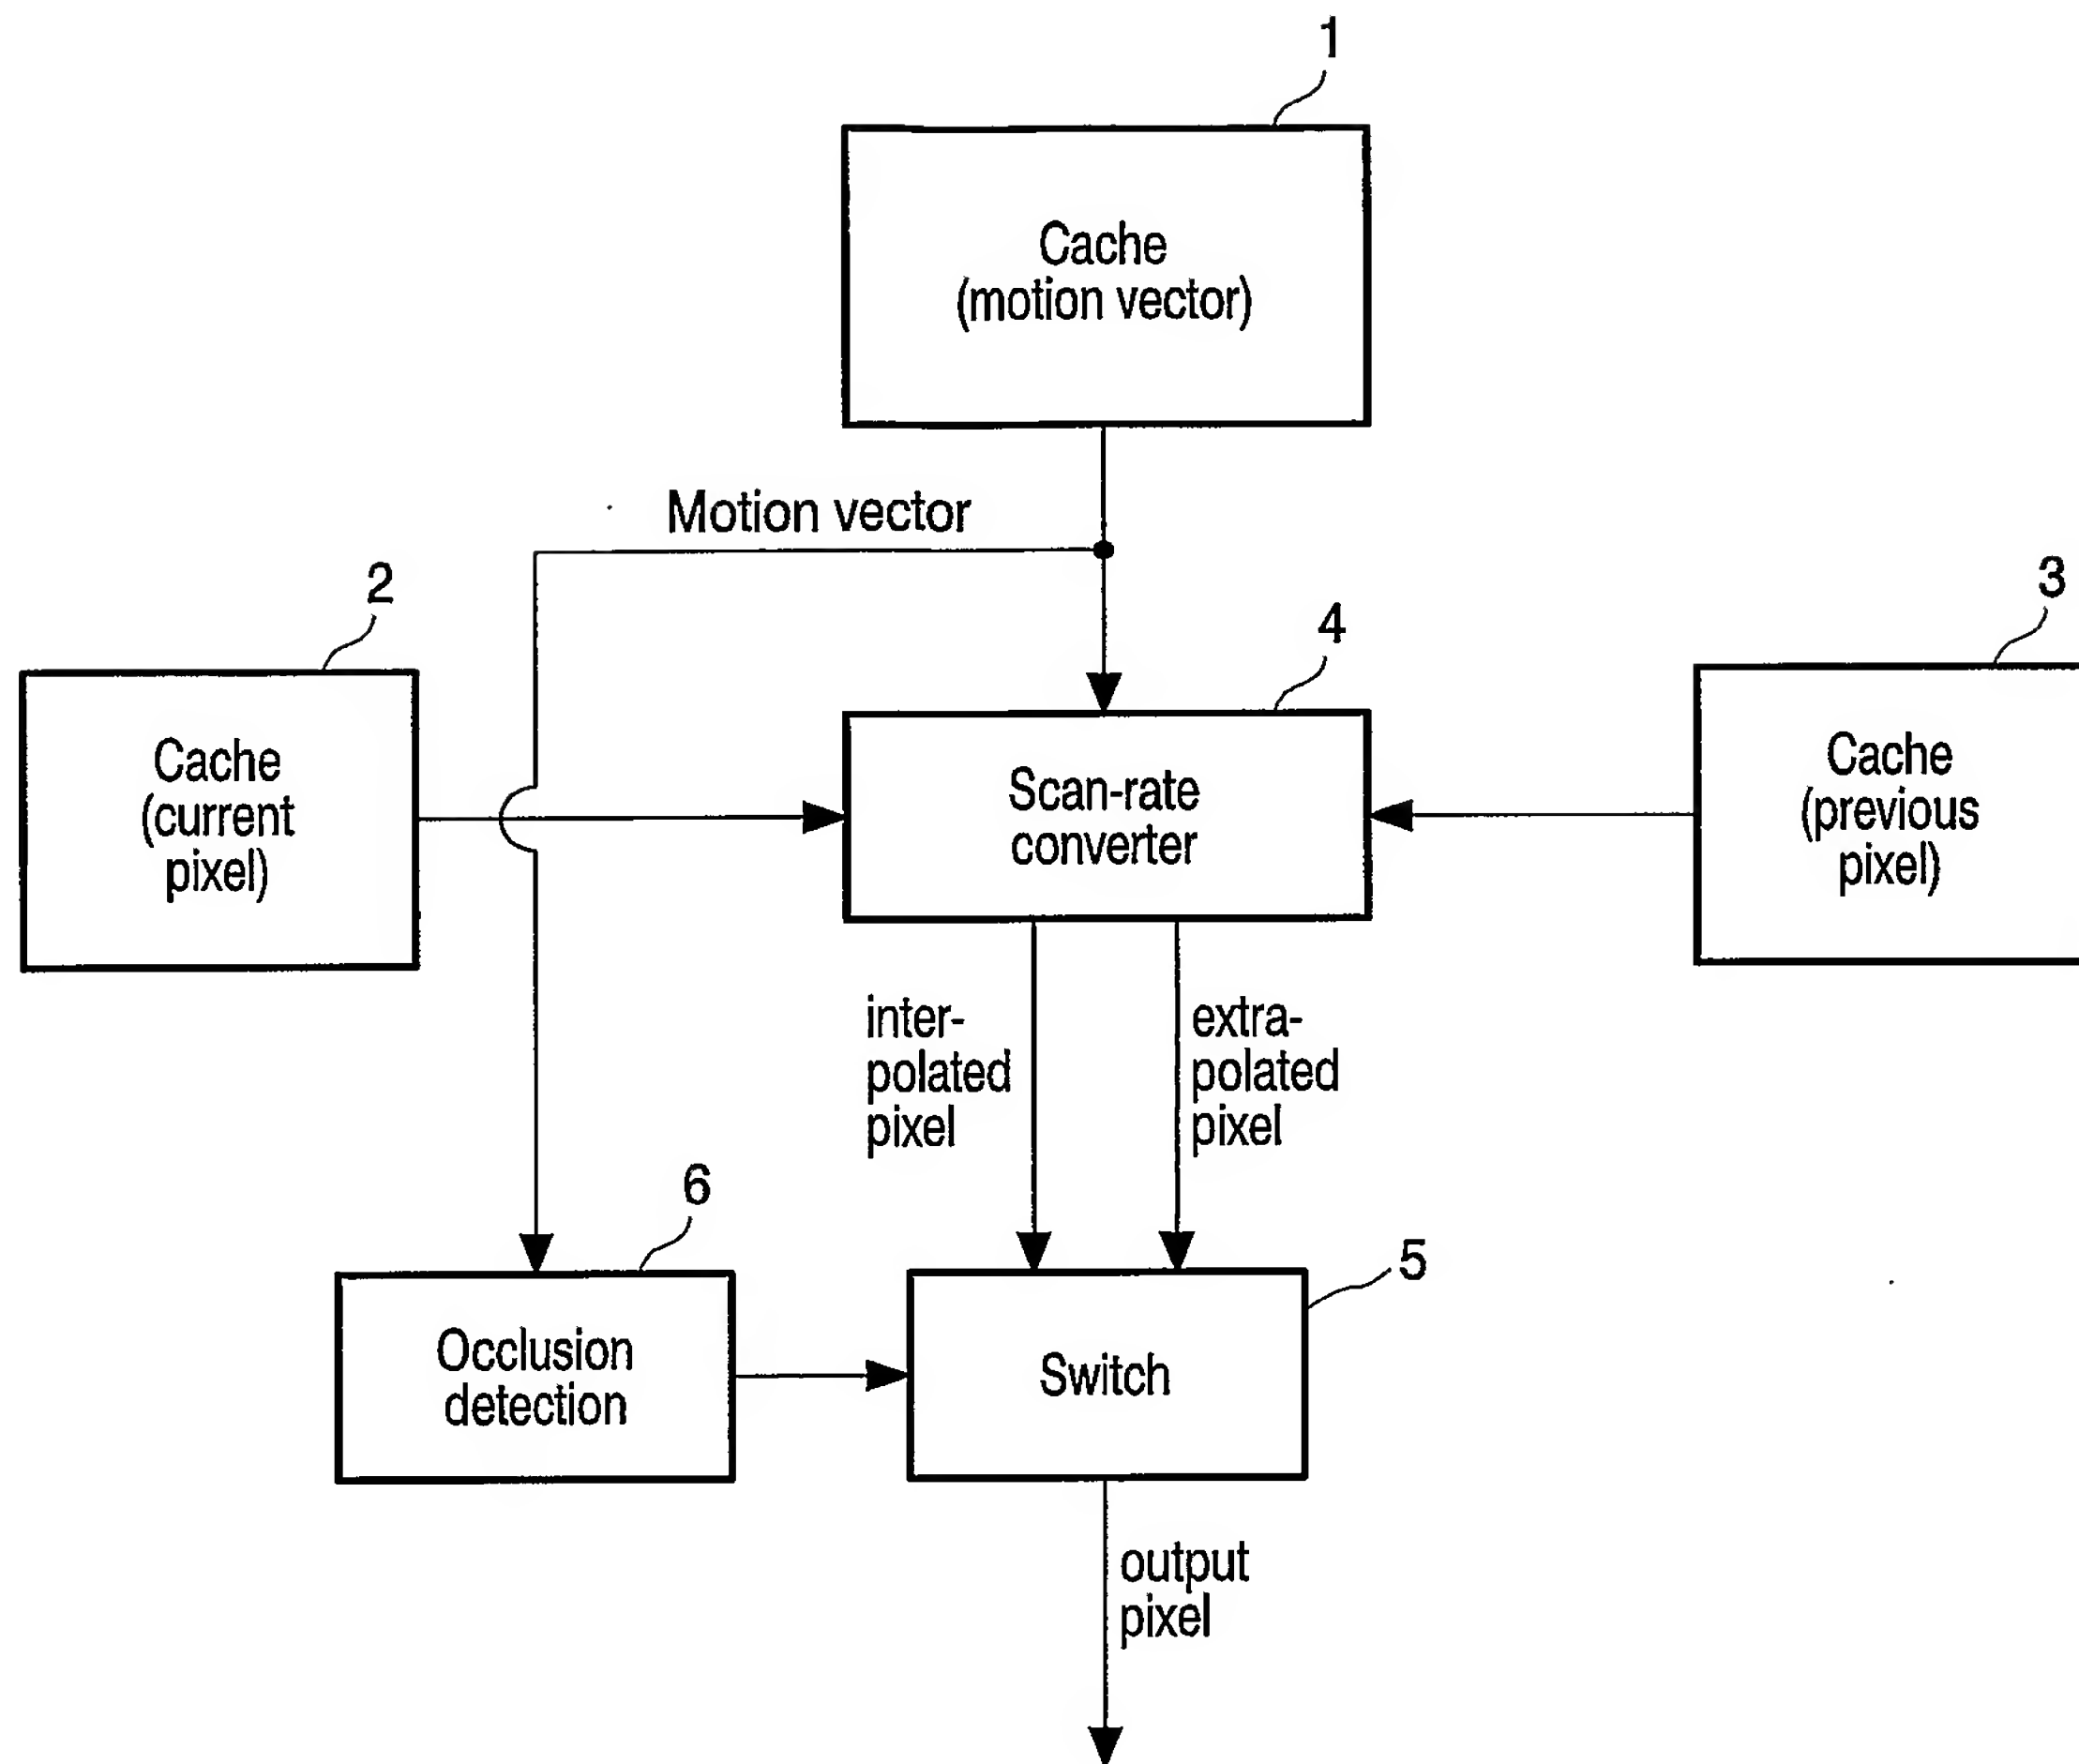 1
Cache
(motion vector)
Motion vector
2
Cache
(current
pixel)
4
Scan-rate
converter
3
Cache
(previous
pixel)
inter-
polated
pixel
extra-
polated
pixel
6
Occlusion
detection
5
Switch
output
pixel